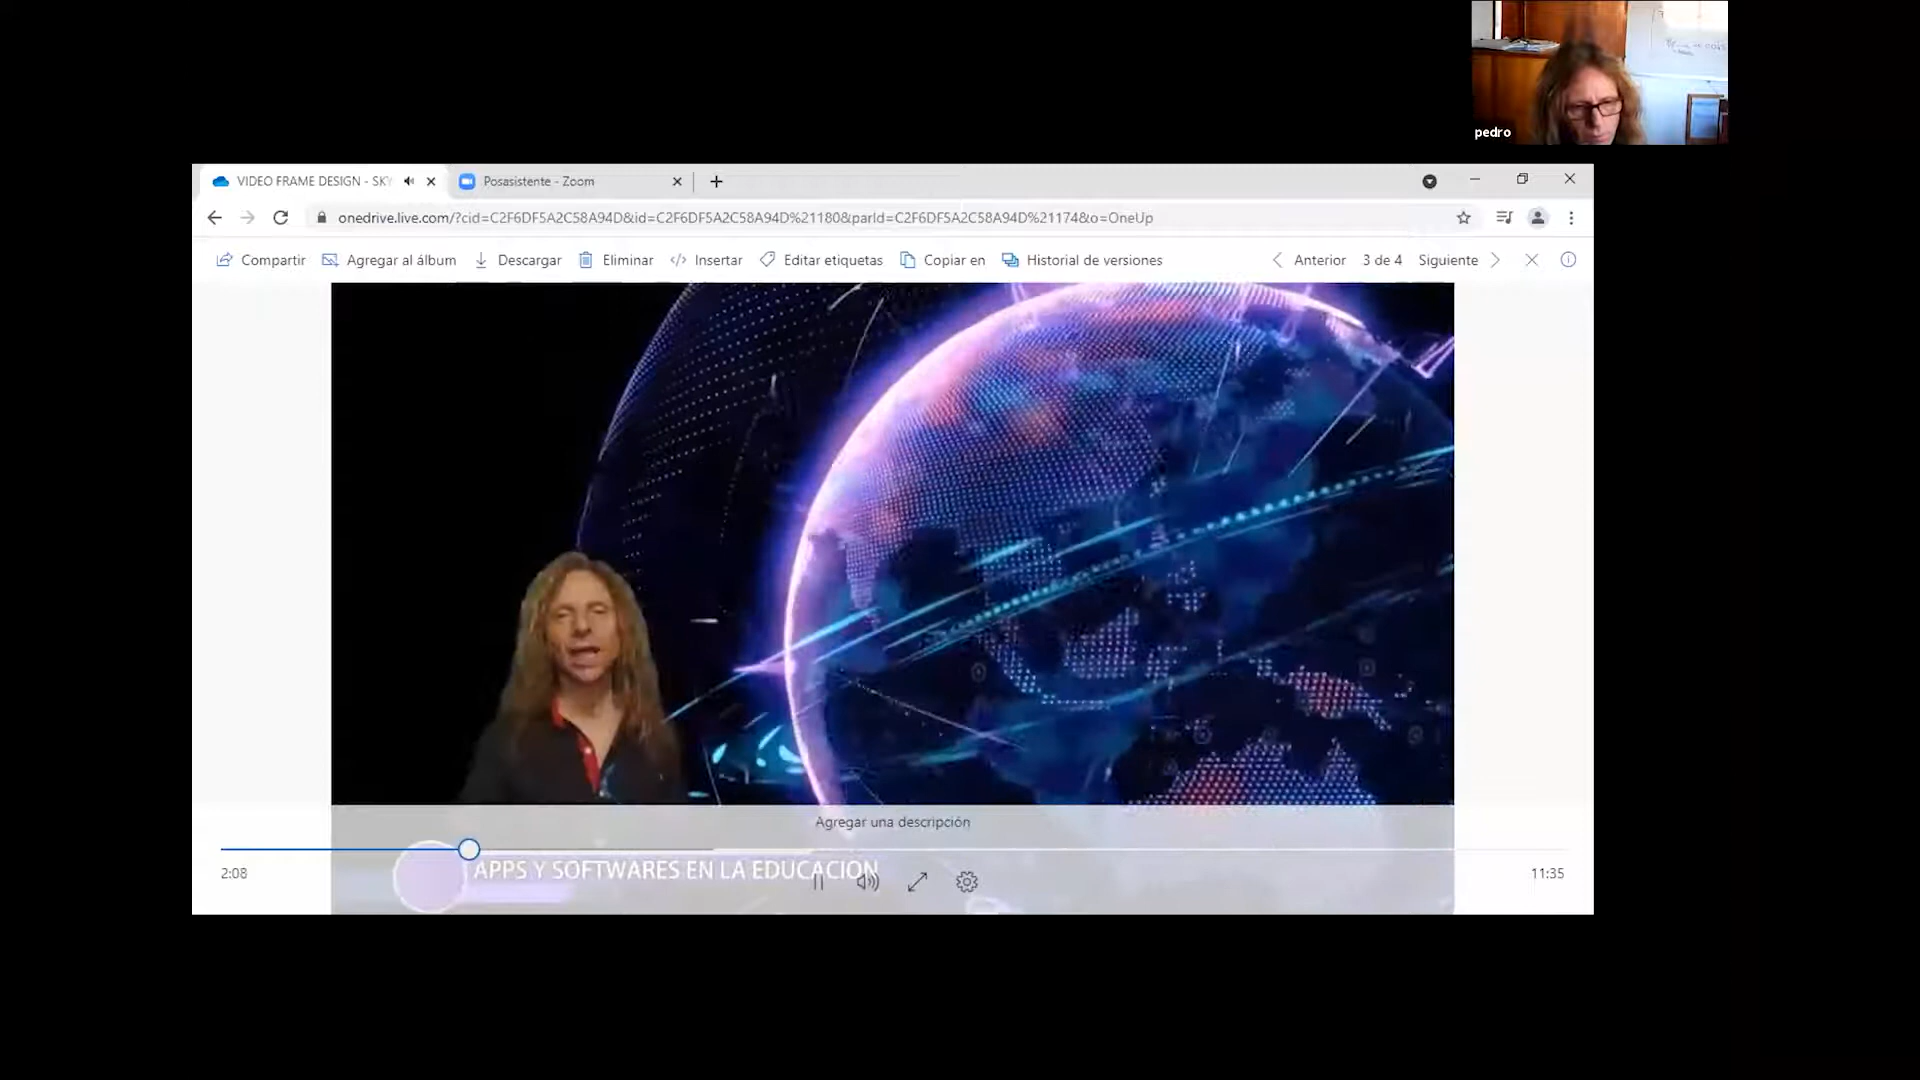 pedro
VIDEO FRAME DESIGN - SKY
Posasistente - Zoom
onedrive.live.com/?cid=C2F6DF5A2C58A94D&id=C2F6DF5A2C58A94D%21180&parId=C2F6DF5A2C58A94D%21174&o=OneUp
Compartir Agregar al álbum Descargar Eliminar Insertar Editar etiquetas Copiar en Historial de versiones Anterior 3 de 4 Siguiente
Agregar una descripción
APPS Y SOFTWARES EN LA EDUCACION
2:08
11:35